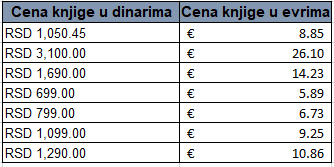 Cena knjige u dinarima Cena knjige u evrima
RSD 1,050.45 € 8.85
RSD 3,100.00 € 26.10
RSD 1,690.00 € 14.23
RSD 699.00 € 5.89
RSD 799.00 € 6.73
RSD 1,099.00 € 9.25
RSD 1,290.00 € 10.86